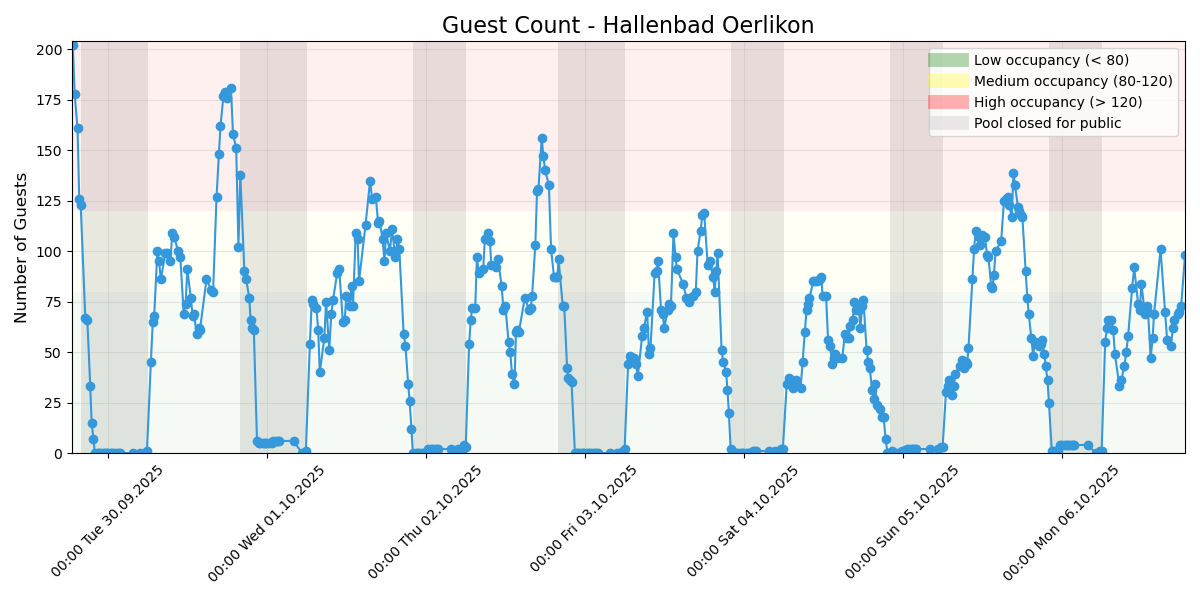 Guest Count - Hallenbad Oerlikon
Number of Guests
200
175
150
125
100
75
50
25
0
Low occupancy (< 80)
Medium occupancy (80-120)
High occupancy (> 120)
Pool closed for public
00:00 Tue 30.09.2025
00:00 Wed 01.10.2025
00:00 Thu 02.10.2025
00:00 Fri 03.10.2025
00:00 Sat 04.10.2025
00:00 Sun 05.10.2025
00:00 Mon 06.10.2025